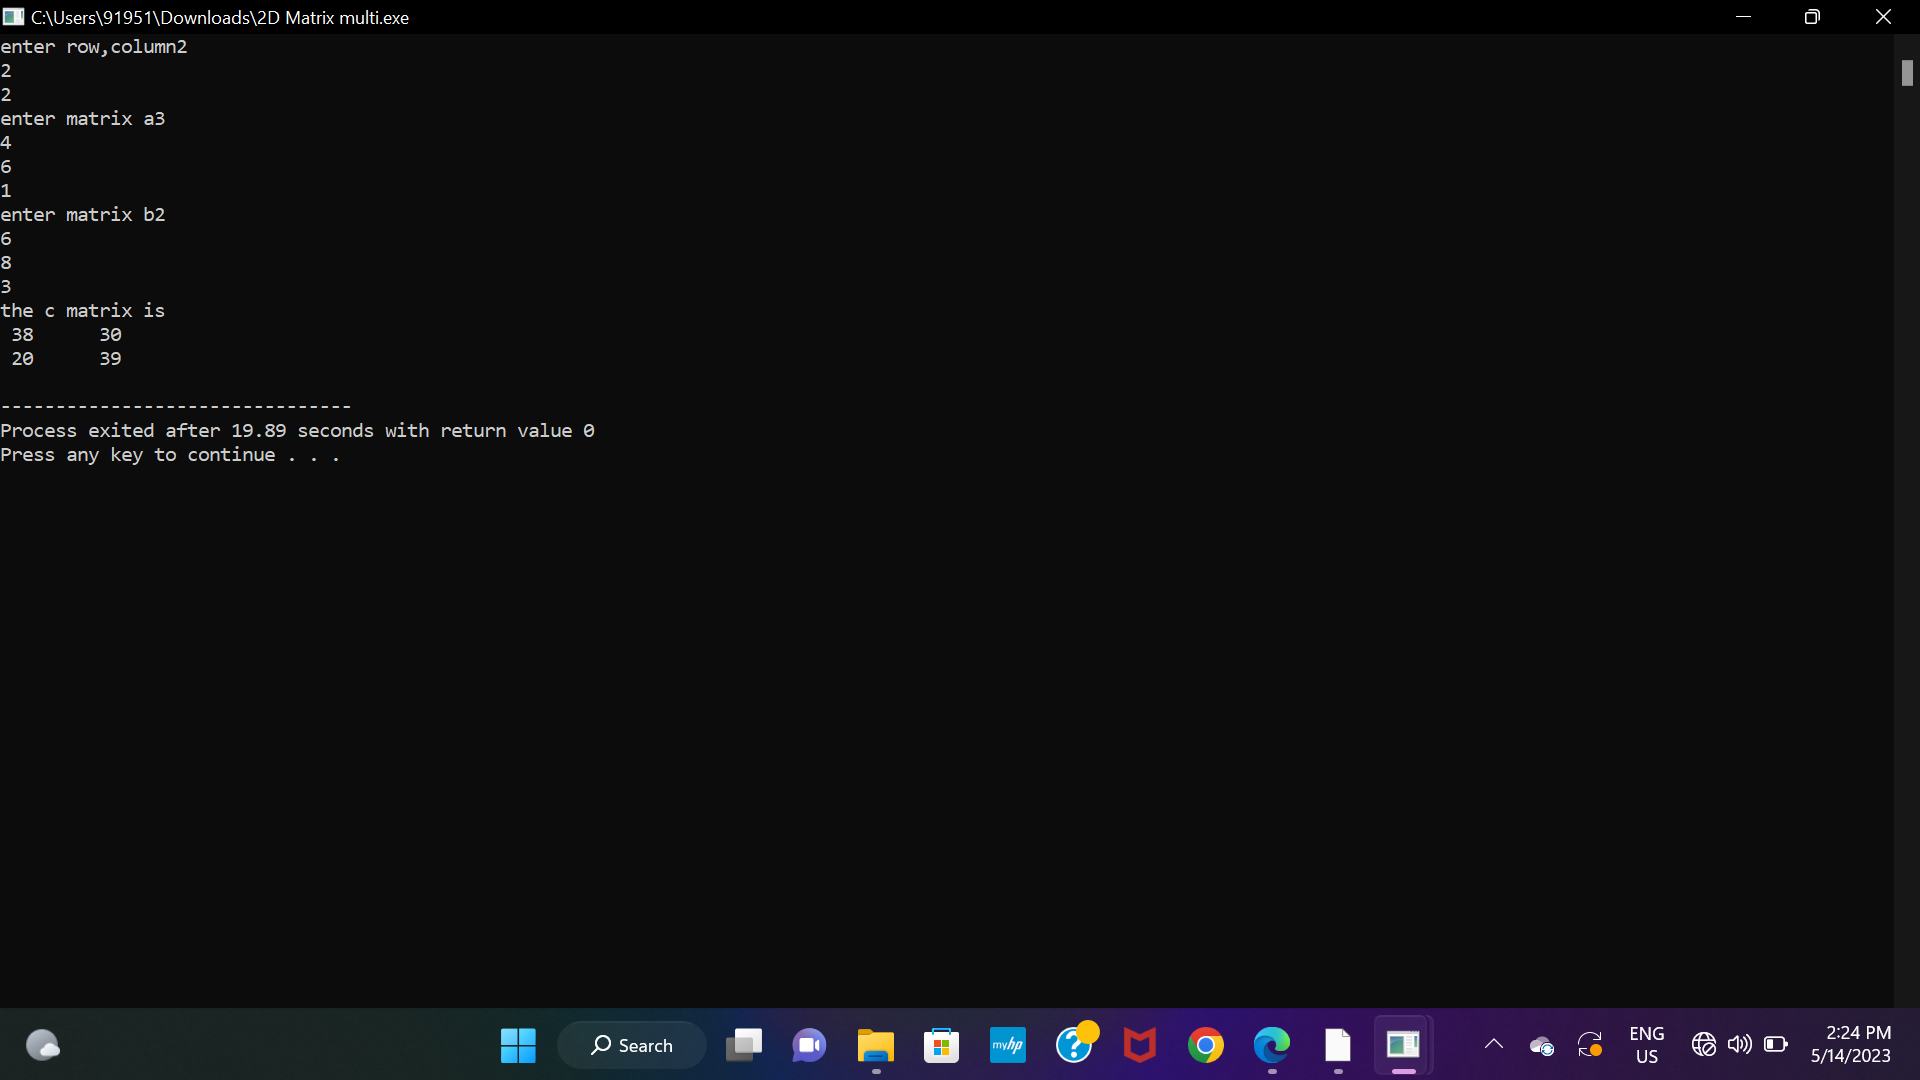 C:\Users\91951\Downloads\2D Matrix multi.exe
enter row,column2
2
2
enter matrix a3
4
6
1
enter matrix b2
6
8
3
the c matrix is
38 30
20 39
--------------------------------
Process exited after 19.89 seconds with return value 0
Press any key to continue . . .
Search
myhp
ENG
US
2:24 PM
5/14/2023